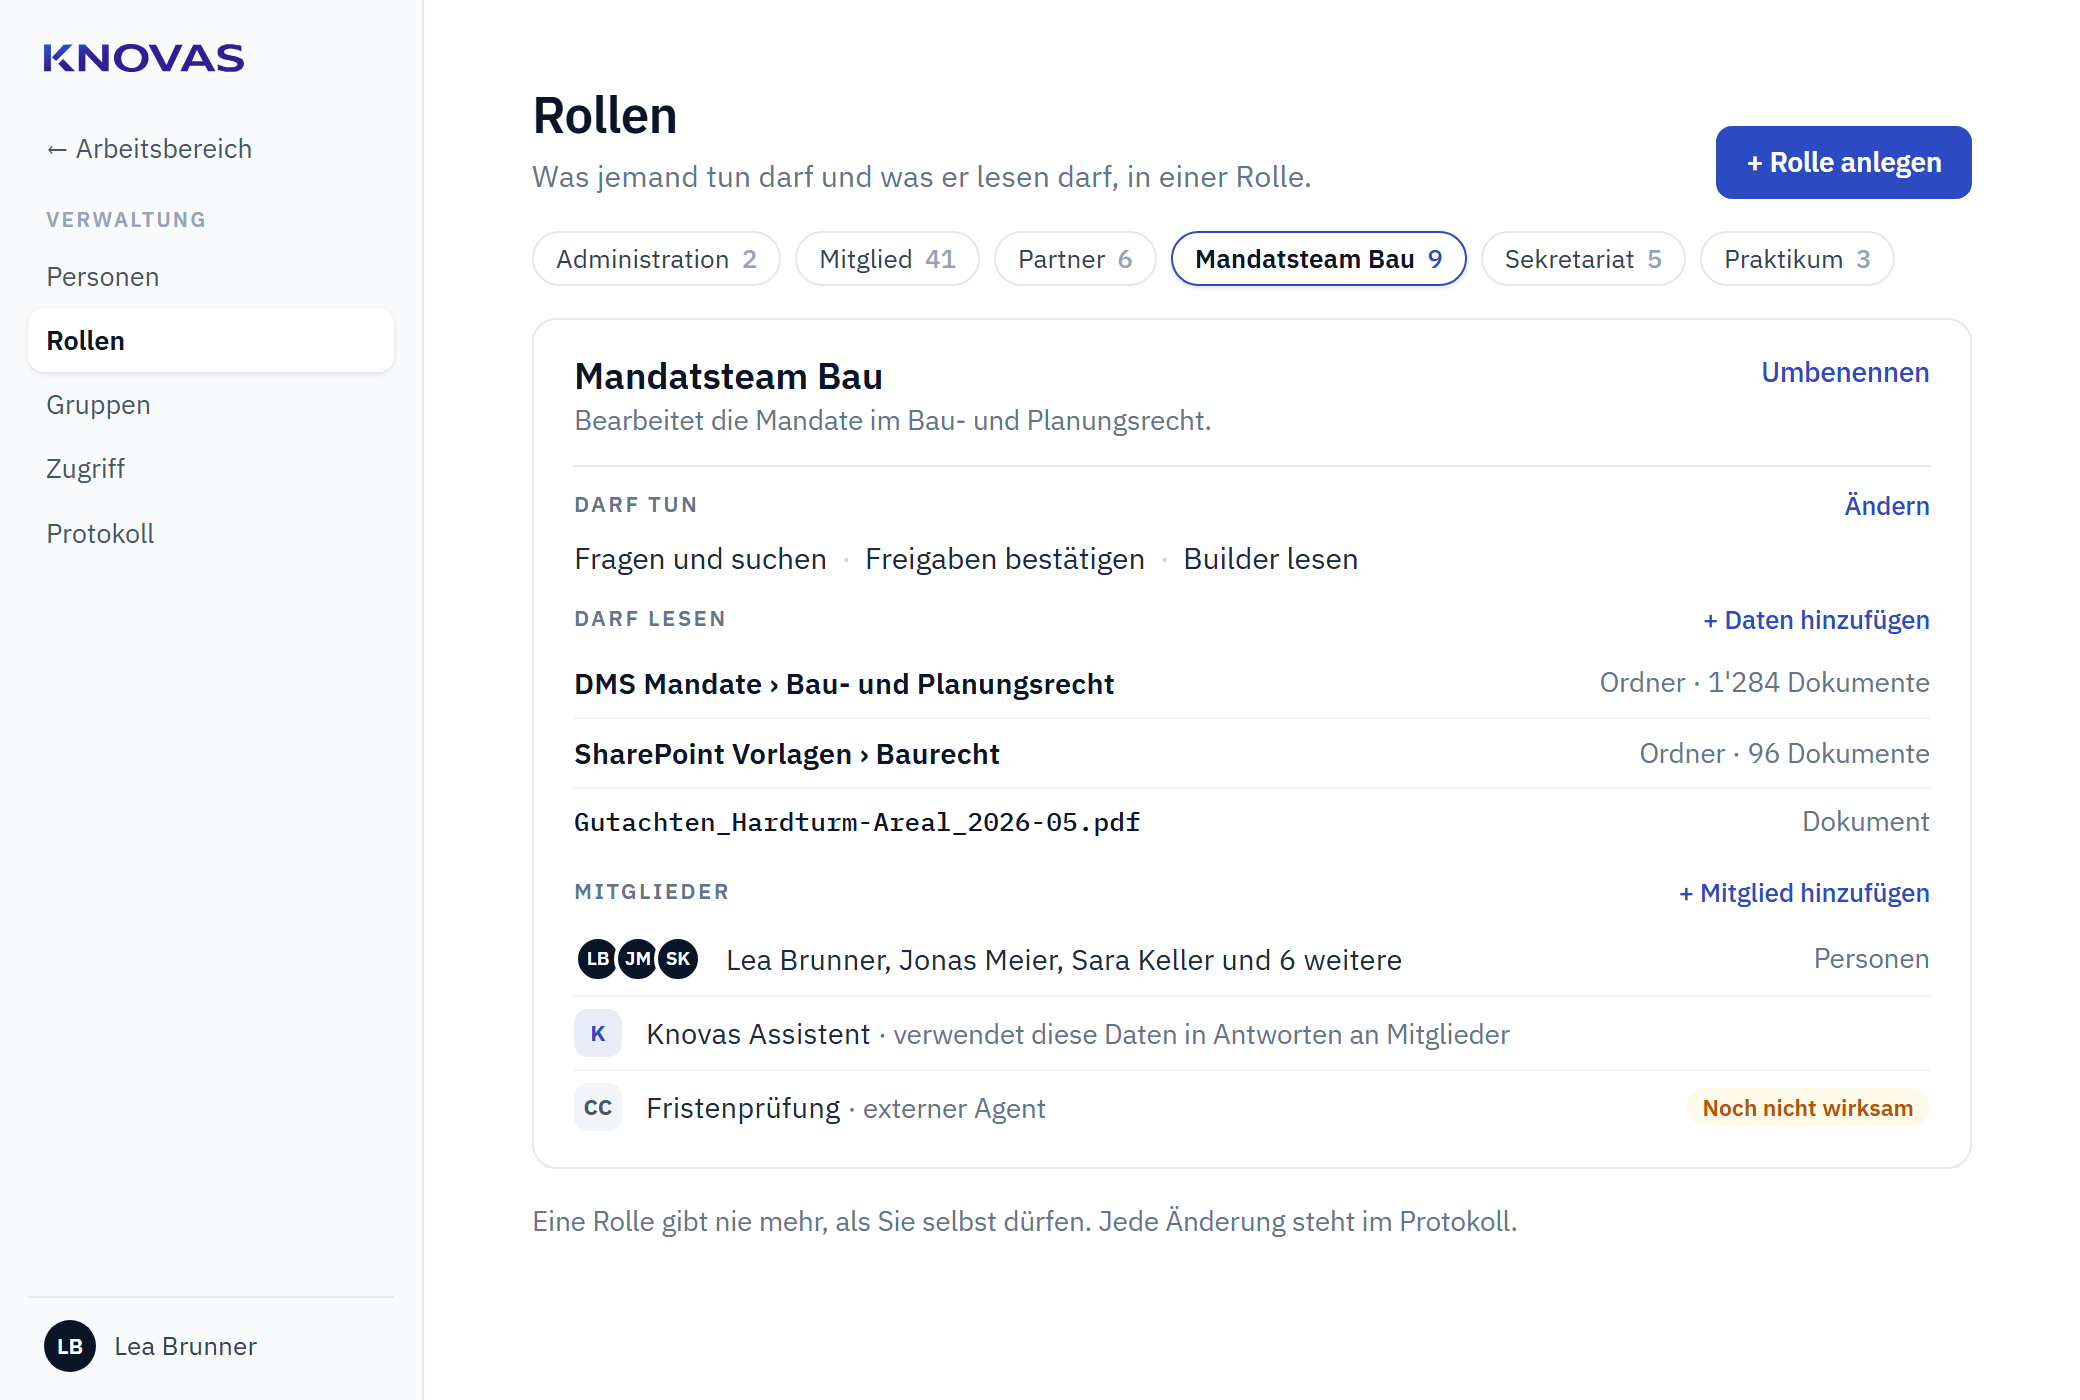 KNOVAS
← Arbeitsbereich
VERWALTUNG
Personen
Rollen
Gruppen
Zugriff
Protokoll
LB Lea Brunner
Rollen
Was jemand tun darf und was er lesen darf, in einer Rolle.
+ Rolle anlegen
Administration 2 Mitglied 41 Partner 6 Mandatsteam Bau 9 Sekretariat 5 Praktikum 3
Mandatsteam Bau Umbenennen
Bearbeitet die Mandate im Bau- und Planungsrecht.
DARF TUN Ändern
Fragen und suchen · Freigaben bestätigen · Builder lesen
DARF LESEN + Daten hinzufügen
DMS Mandate › Bau- und Planungsrecht Ordner · 1'284 Dokumente
SharePoint Vorlagen › Baurecht Ordner · 96 Dokumente
Gutachten_Hardturm-Areal_2026-05.pdf Dokument
MITGLIEDER + Mitglied hinzufügen
LB JM SK Lea Brunner, Jonas Meier, Sara Keller und 6 weitere Personen
K Knovas Assistent · verwendet diese Daten in Antworten an Mitglieder
CC Fristenprüfung · externer Agent Noch nicht wirksam
Eine Rolle gibt nie mehr, als Sie selbst dürfen. Jede Änderung steht im Protokoll.